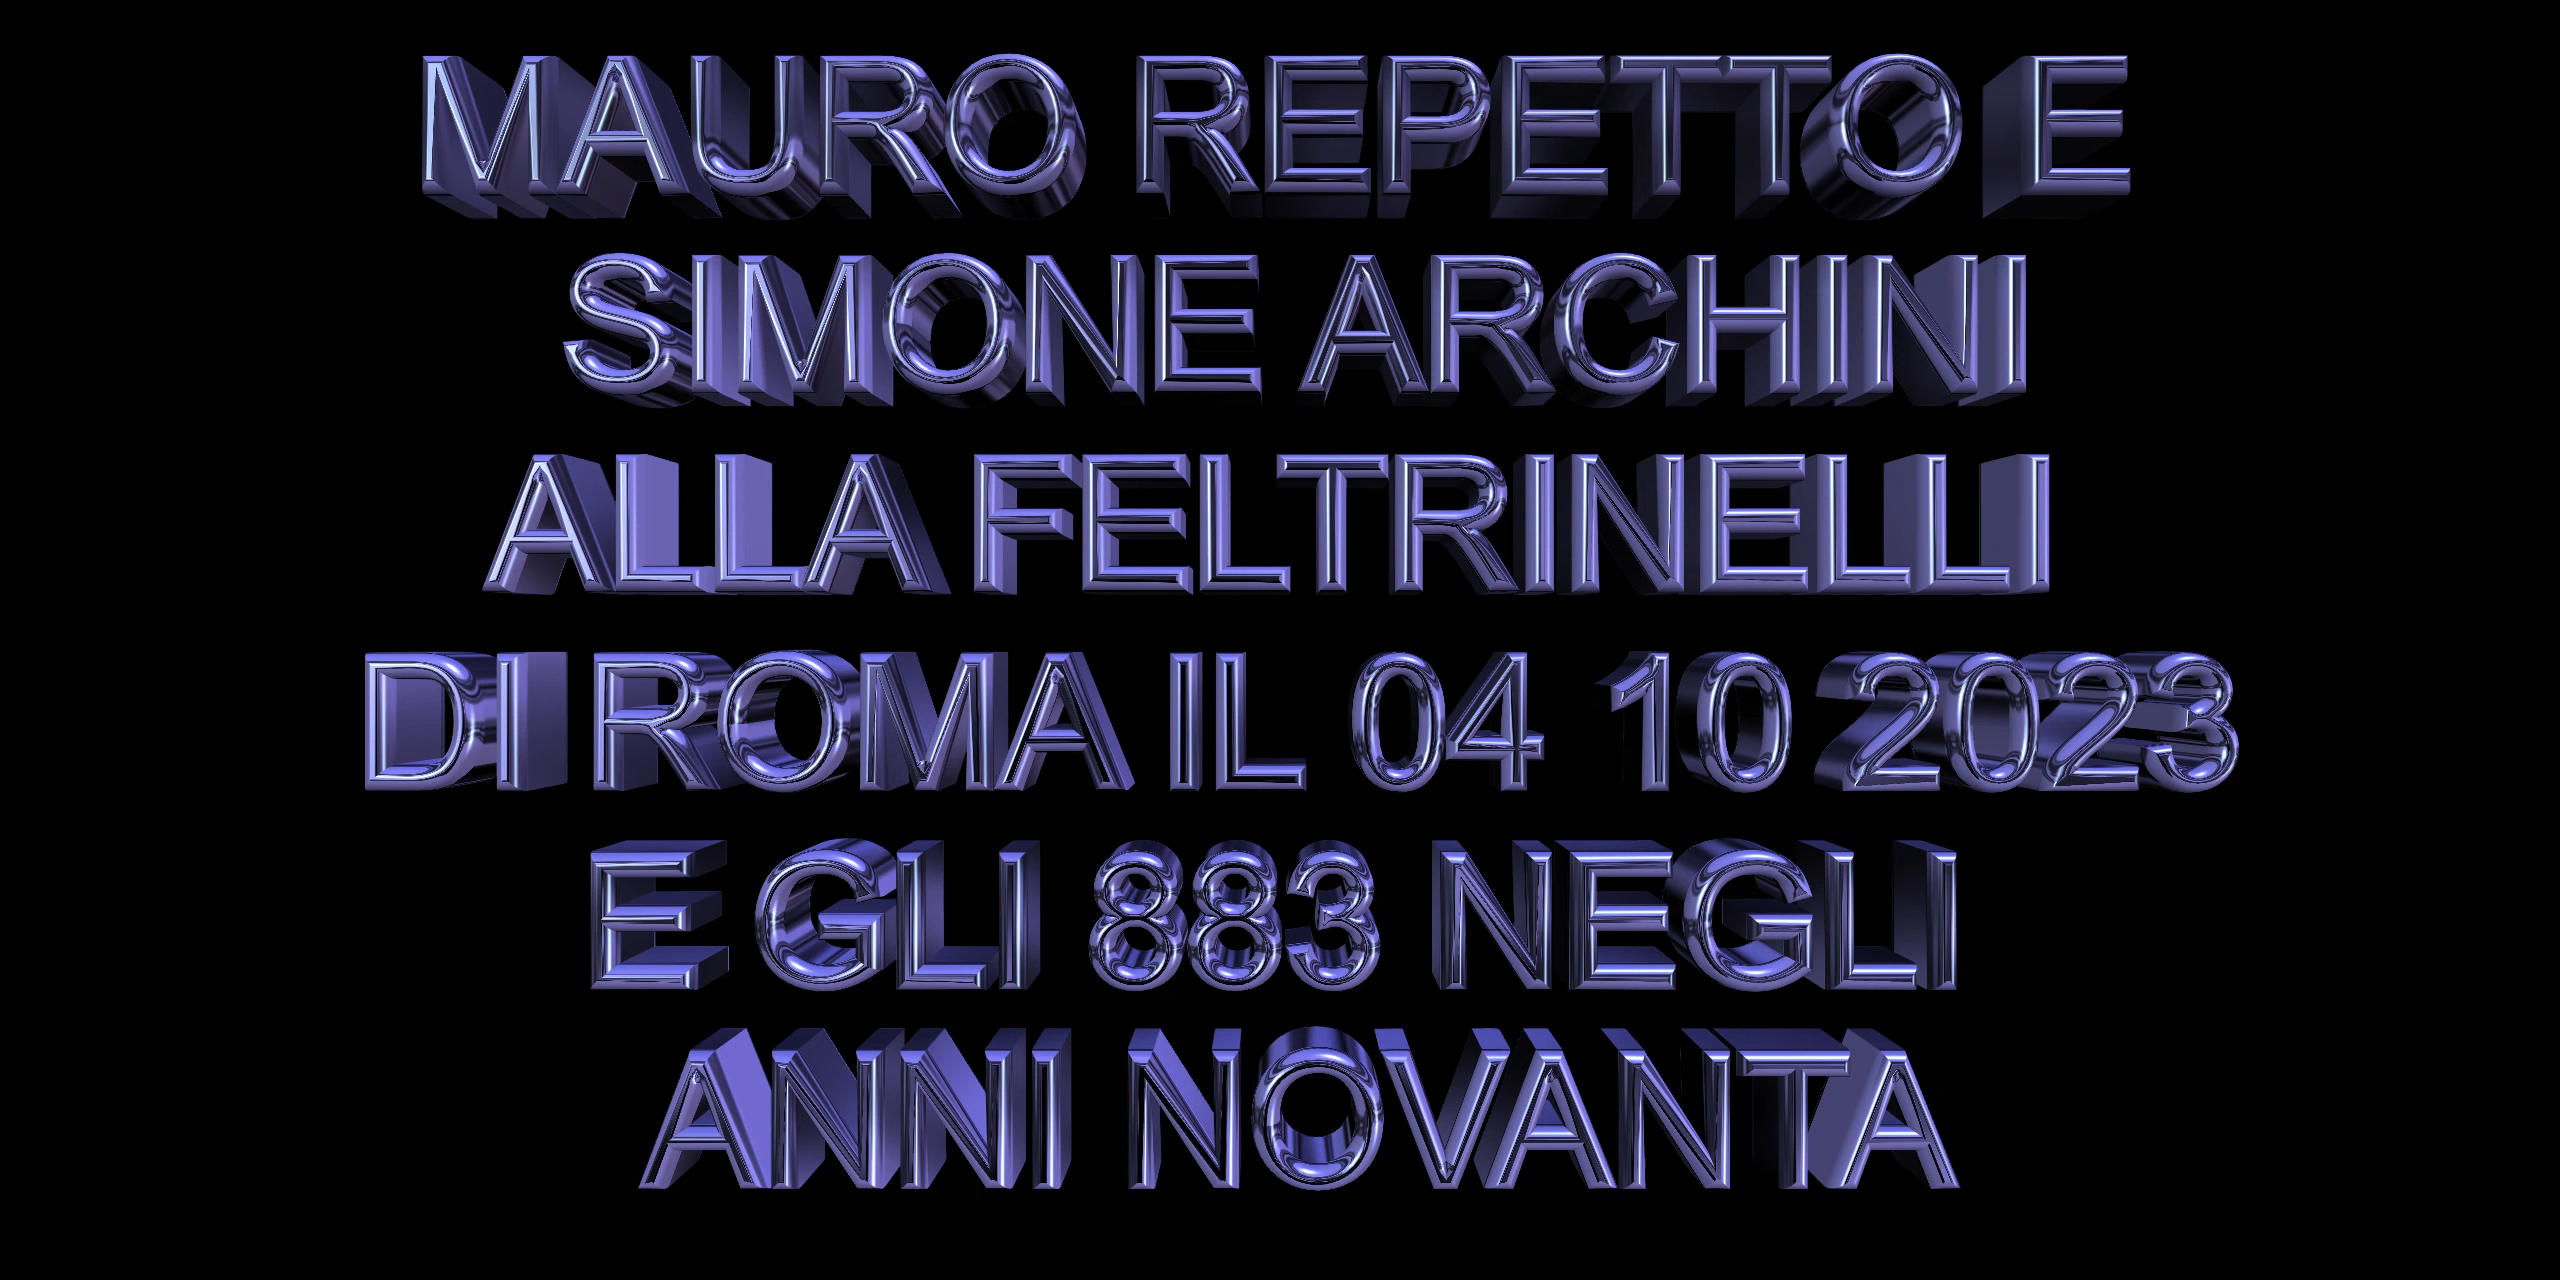 MAURO REPETTO E
SIMONE ARCHINI
ALLA FELTRINELLI
DI ROMA IL 04 10 2023
E GLI 883 NEGLI
ANNI NOVANTA